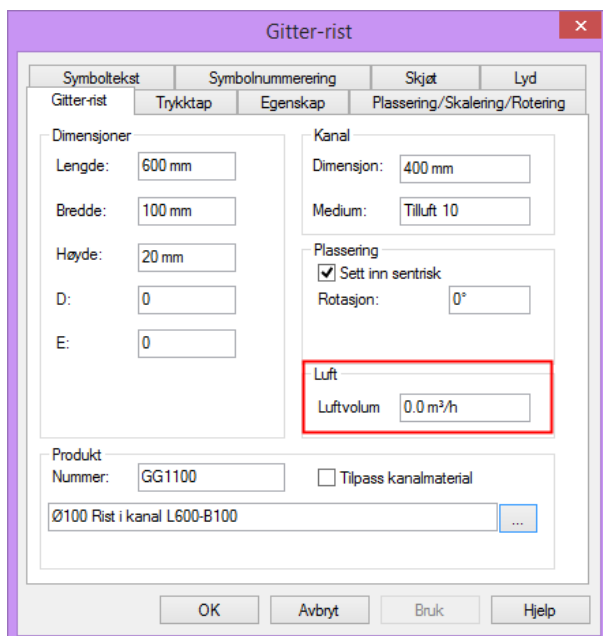 Gitter-rist
Symboltekst Symbolnummerering Skjøt Lyd
Gitter-rist Trykktap Egenskap Plassering/Skalering/Rotering
Dimensjoner
Lengde: 600 mm
Bredde: 100 mm
Høyde: 20 mm
D: 0
E: 0
Kanal
Dimensjon: 400 mm
Medium: Tilluft 10
Plassering
Sett inn sentrisk
Rotasjon: 0°
Luft
Luftvolum 0.0 m³/h
Produkt
Nummer: GG1100
Tilpass kanalmaterial
Ø100 Rist i kanal L600-B100
...
OK Avbryt Bruk Hjelp